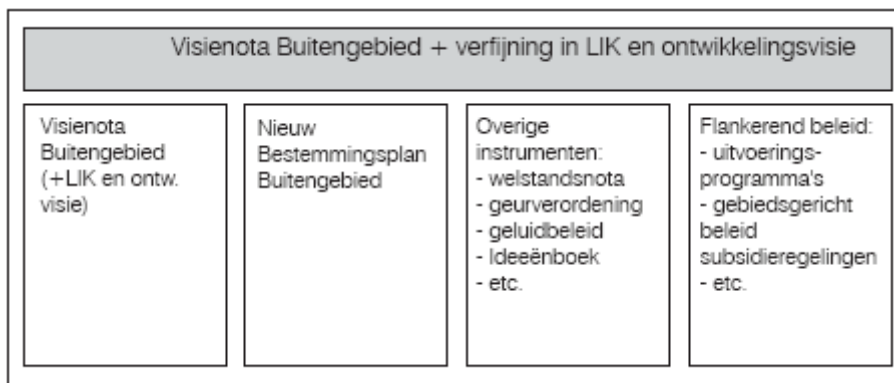 Visienota Buitengebied + verfijning in LIK en ontwikkelingsvisie
Visienota
Buitengebied
(+LIK en ontw.
visie)
Nieuw
Bestemmingsplan
Buitengebied
Overige
instrumenten:
- welstandsnota
- geurverordening
- geluidbeleid
- Ideeënboek
- etc.
Flankerend beleid:
- uitvoerings-
programma's
- gebiedsgericht
beleid
subsidieregelingen
- etc.